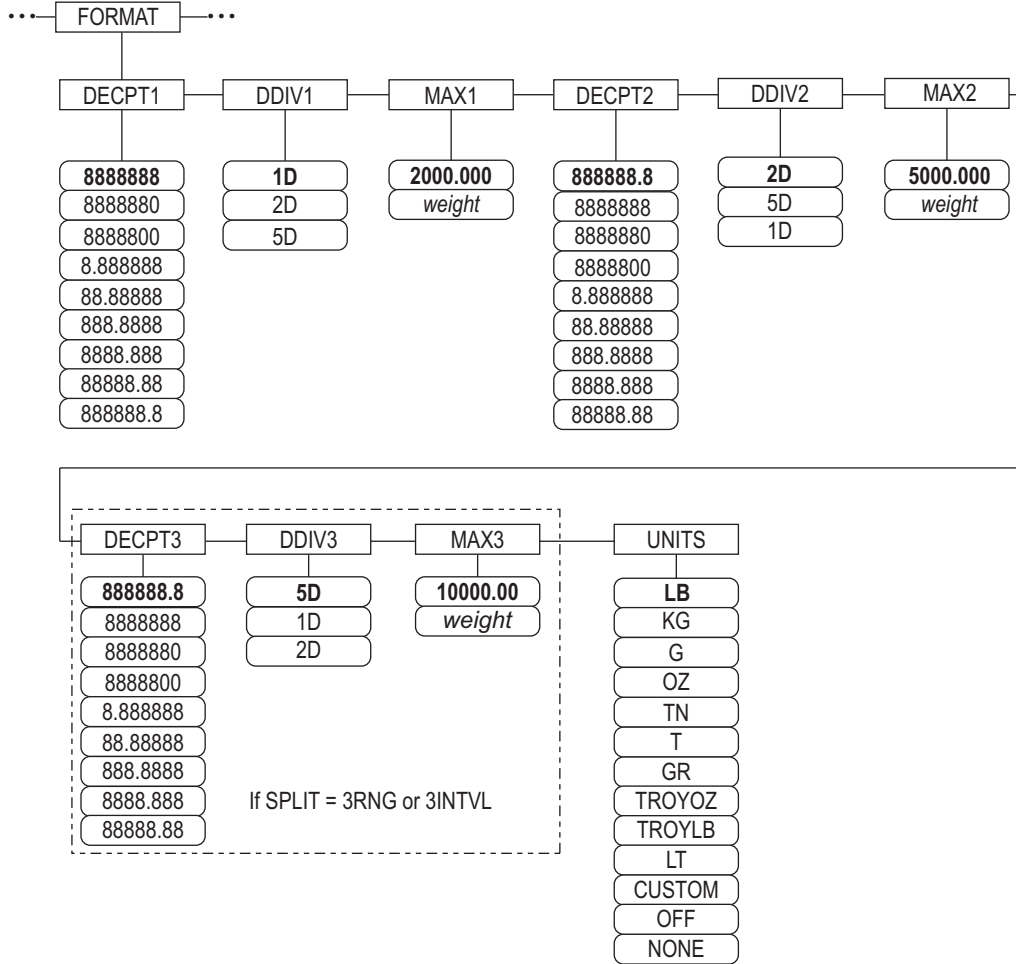 ••• FORMAT •••
DECPT1 DDIV1 MAX1 DECPT2 DDIV2 MAX2
8888888 1D 2000.000 888888.8 2D 5000.000
8888880 2D weight 8888888 5D weight
8888800 5D 8888880 1D
8.888888 8888800
88.88888 8.888888
888.8888 88.88888
8888.888 888.8888
88888.88 8888.888
888888.8 88888.88
DECPT3 DDIV3 MAX3 UNITS
888888.8 5D 10000.00 LB
8888888 1D weight KG
8888880 2D G
8888800 OZ
8.888888 TN
88.88888 T
888.8888 GR
8888.888 If SPLIT = 3RNG or 3INTVL TROYOZ
88888.88 TROYLB
LT
CUSTOM
OFF
NONE